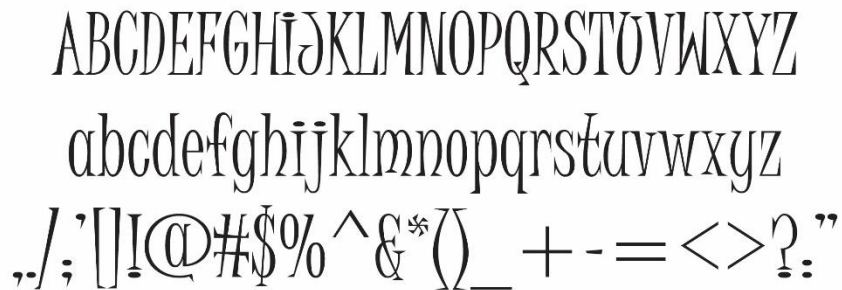 ABCDEFGHIJKLMNOPQRSTUVWXYZ
abcdefghijklmnopqrstuvwxyz
,./;'[]!@#$%^&*()_+-=<>?:”